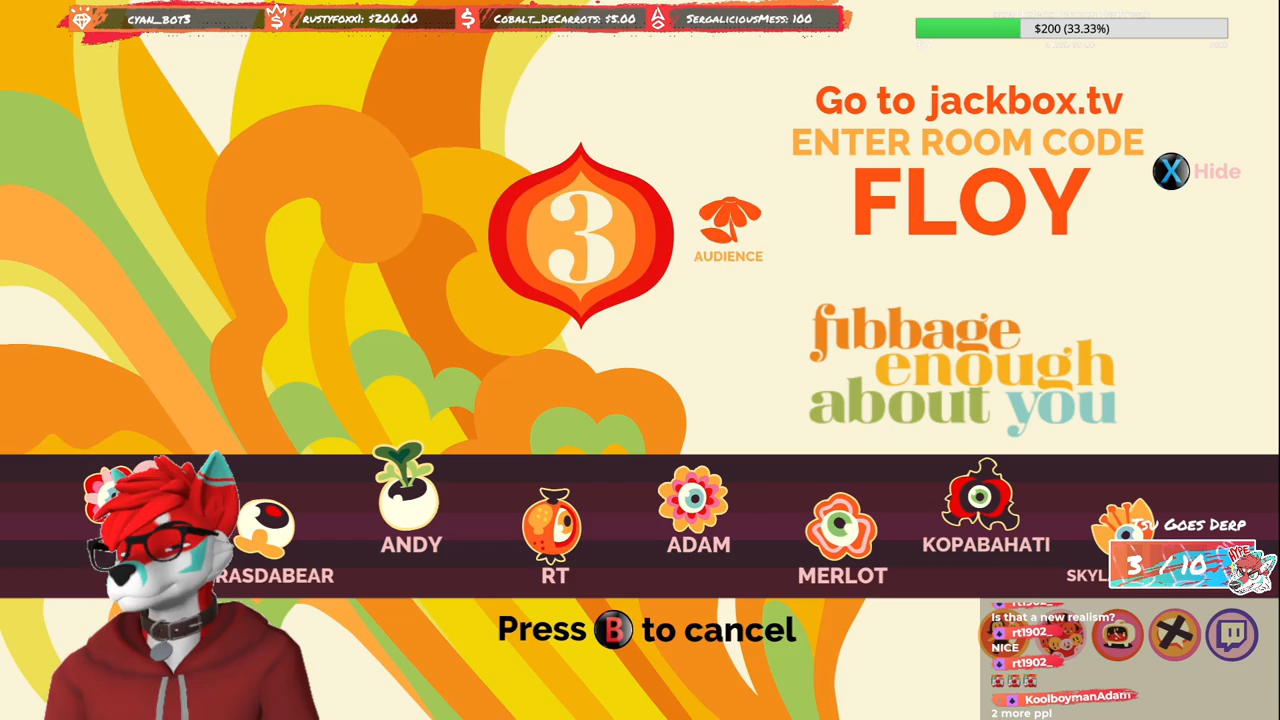 CYAN_BOT3
RUSTYFOXXI: $200.00
COBALT_DECARROTS: $5.00
SERGALICIOUSMESS: 100
$200 (33.33%)
Go to jackbox.tv
ENTER ROOM CODE
FLOY
X Hide
3
AUDIENCE
fibbage
enough
about you
RASDABEAR
ANDY
RT
ADAM
MERLOT
KOPABAHATI
SKYL
TSU GOES DERP
3 / 10
HYPE
Press B to cancel
Is that a new realism?
rt1902_
NICE
rt1902_
KoolboymanAdam
2 more ppl